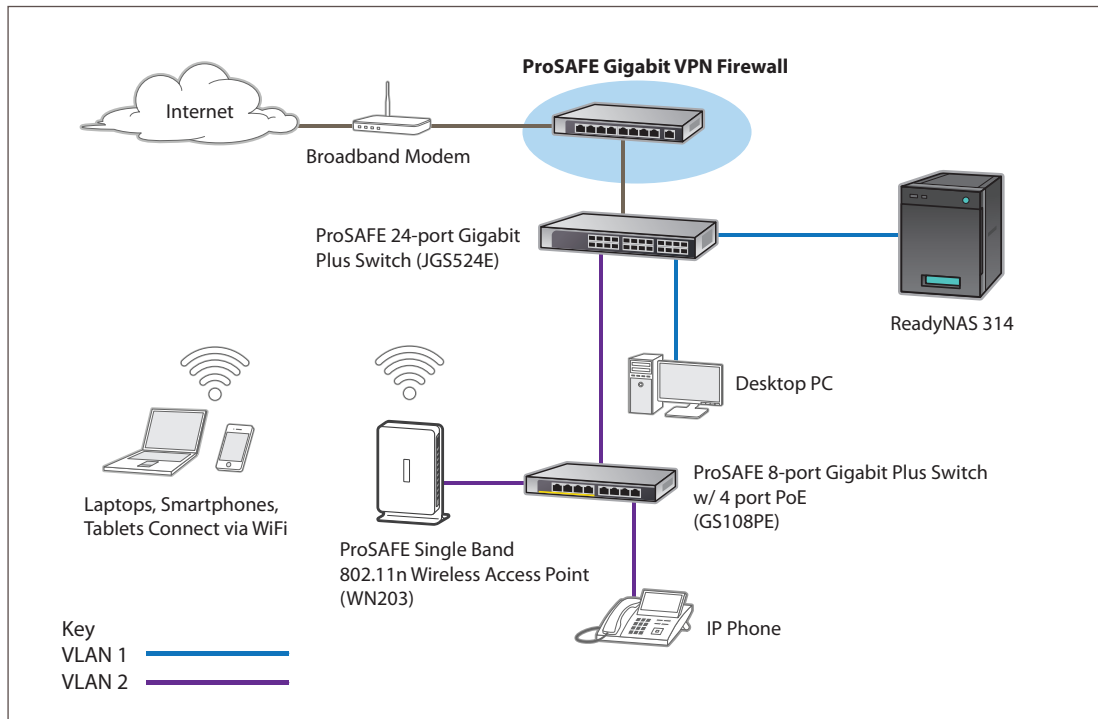 ProSAFE Gigabit VPN Firewall
Internet
Broadband Modem
ProSAFE 24-port Gigabit
Plus Switch (JGS524E)
ReadyNAS 314
Desktop PC
ProSAFE 8-port Gigabit Plus Switch
w/ 4 port PoE
(GS108PE)
Laptops, Smartphones,
Tablets Connect via WiFi
ProSAFE Single Band
802.11n Wireless Access Point
(WN203)
IP Phone
Key
VLAN 1
VLAN 2